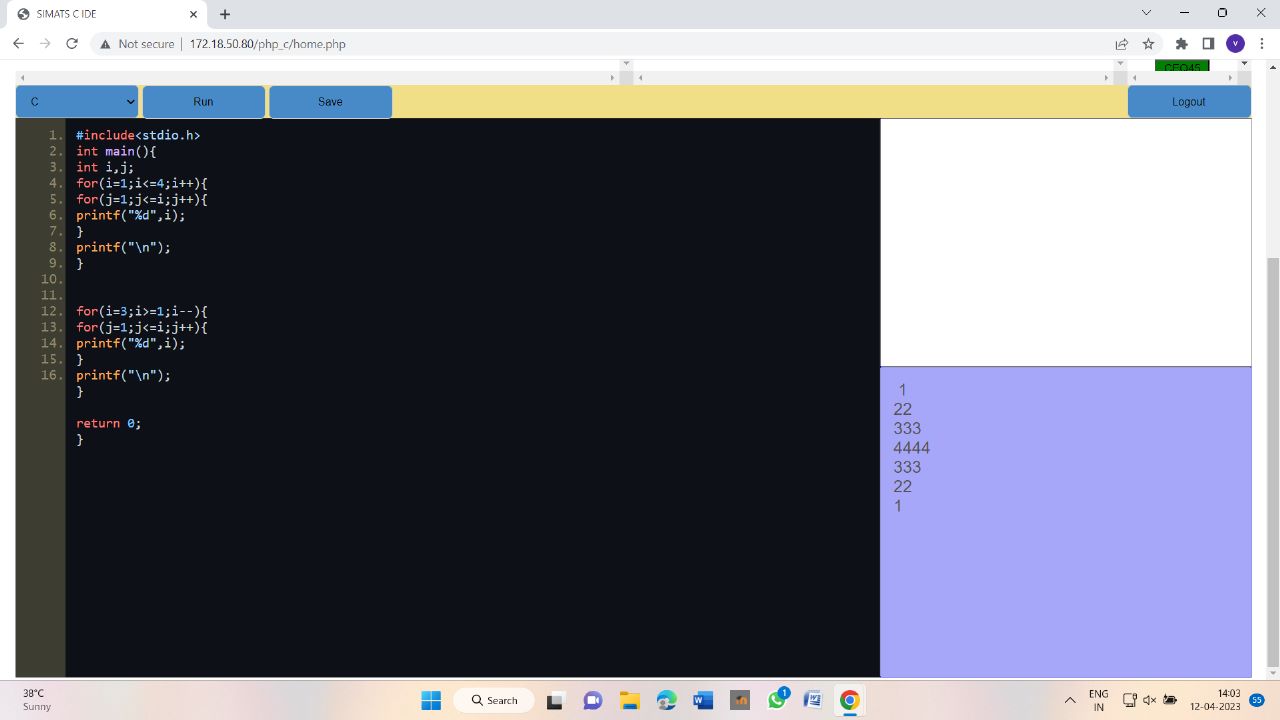 SIMATS C IDE
Not secure | 172.18.50.80/php_c/home.php
V
CEO45
C
Run
Save
Logout
1. #include<stdio.h>
2. int main(){
3. int i,j;
4. for(i=1;i<=4;i++){
5. for(j=1;j<=i;j++){
6. printf("%d",i);
7. }
8. printf("\n");
9. }
10.
11.
12. for(i=3;i>=1;i--){
13. for(j=1;j<=i;j++){
14. printf("%d",i);
15. }
16. printf("\n");
}
return 0;
}
1
22
333
4444
333
22
1
38°C
Sunny
Search
1
ENG
IN
14:03
12-04-2023
55